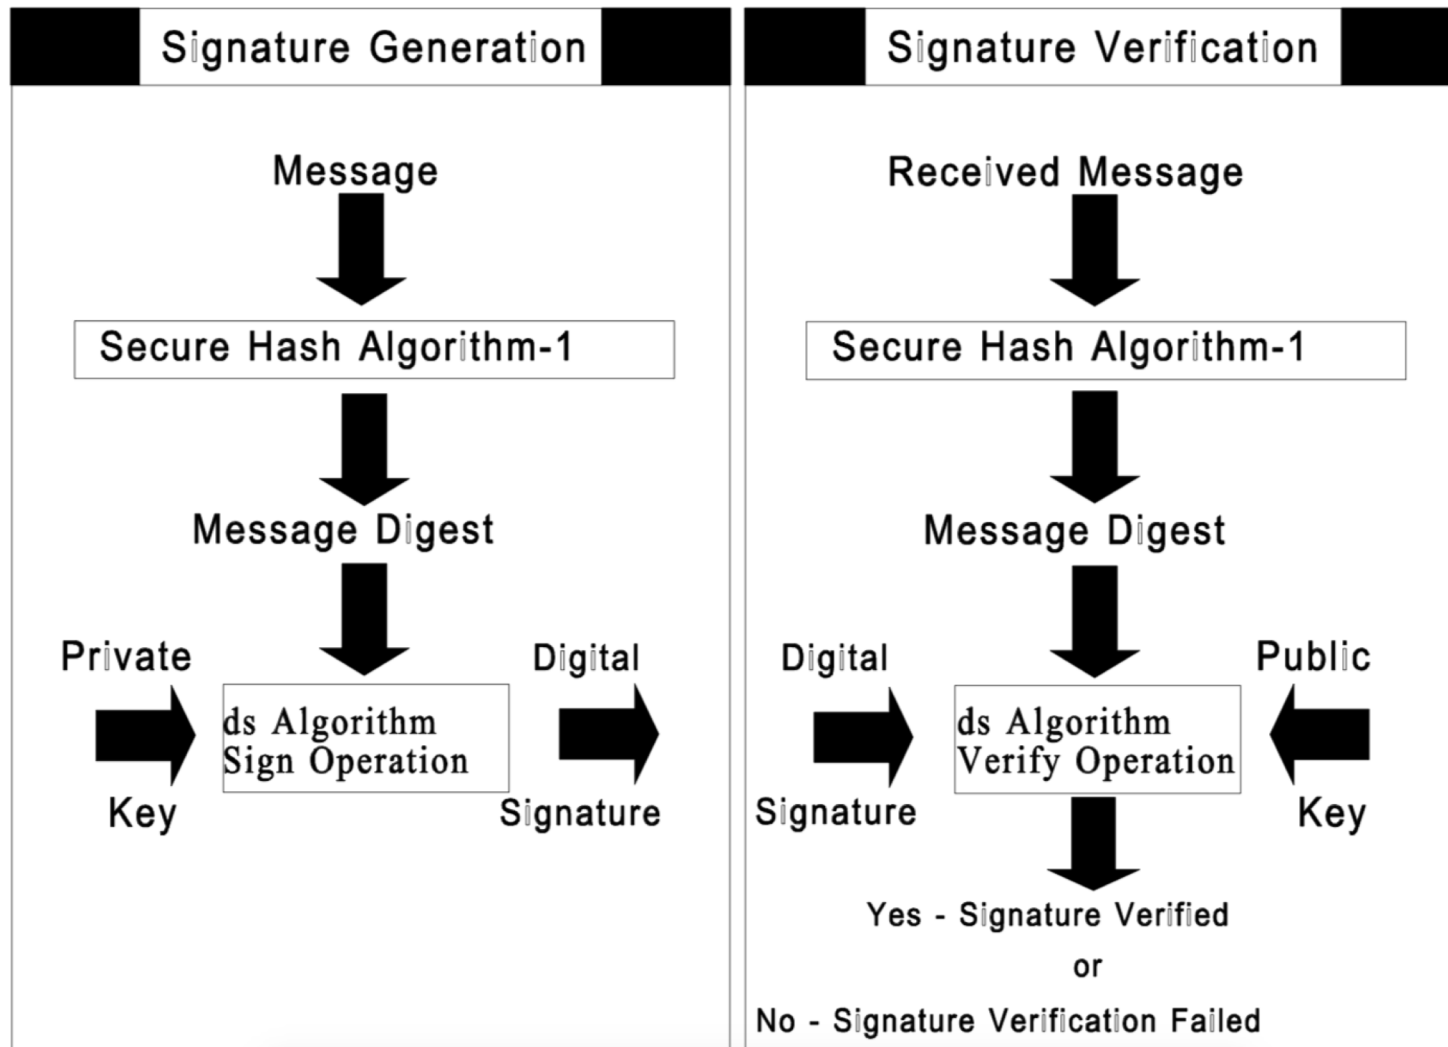 Signature Generation
Message
Secure Hash Algorithm-1
Message Digest
Private
Key
ds Algorithm
Sign Operation
Digital
Signature
Signature Verification
Received Message
Secure Hash Algorithm-1
Message Digest
Digital
Signature
ds Algorithm
Verify Operation
Public
Key
Yes - Signature Verified
or
No - Signature Verification Failed